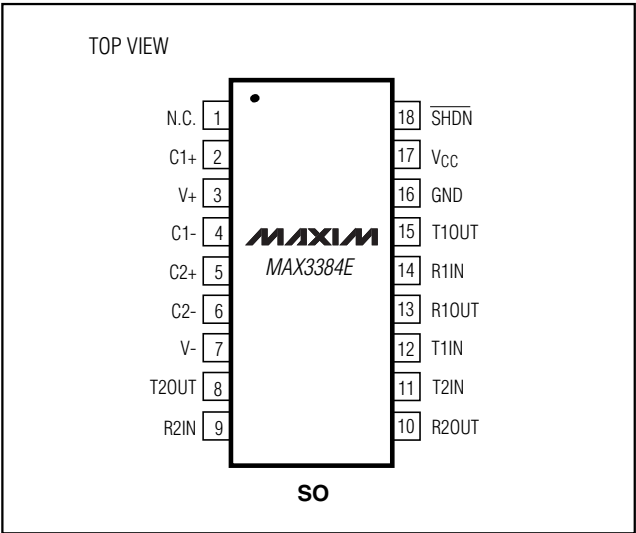 TOP VIEW
N.C. 1
C1+ 2
V+ 3
C1- 4
C2+ 5
C2- 6
V- 7
T2OUT 8
R2IN 9
MAXIM
MAX3384E
18 SHDN
17 VCC
16 GND
15 T1OUT
14 R1IN
13 R1OUT
12 T1IN
11 T2IN
10 R2OUT
SO